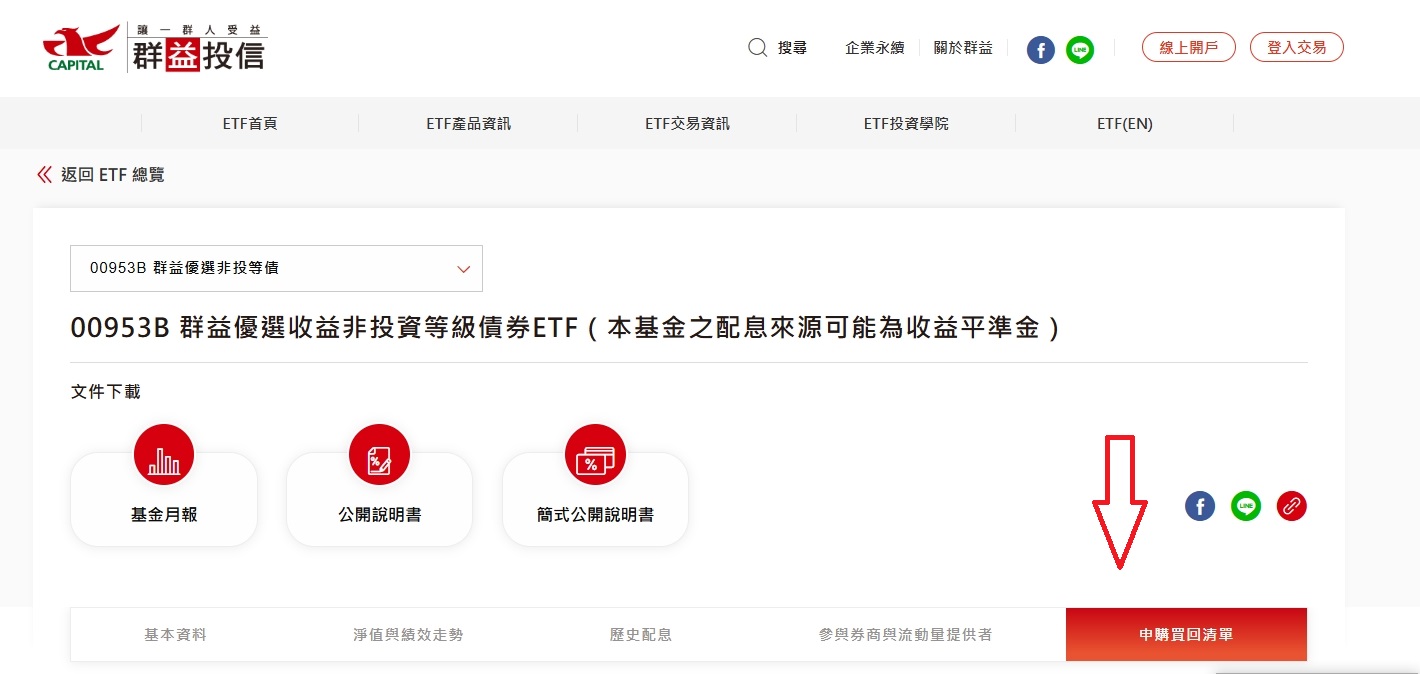 讓一群人受益
群益投信
CAPITAL
搜尋
企業永續
關於群益
f
LINE
線上開戶
登入交易
ETF首頁
ETF產品資訊
ETF交易資訊
ETF投資學院
ETF(EN)
返回 ETF 總覽
00953B 群益優選非投等債
00953B 群益優選收益非投資等級債券ETF ( 本基金之配息來源可能為收益平準金 )
文件下載
%
%
基金月報
公開說明書
簡式公開說明書
f
LINE
基本資料
淨值與績效走勢
歷史配息
參與券商與流動量提供者
申購買回清單